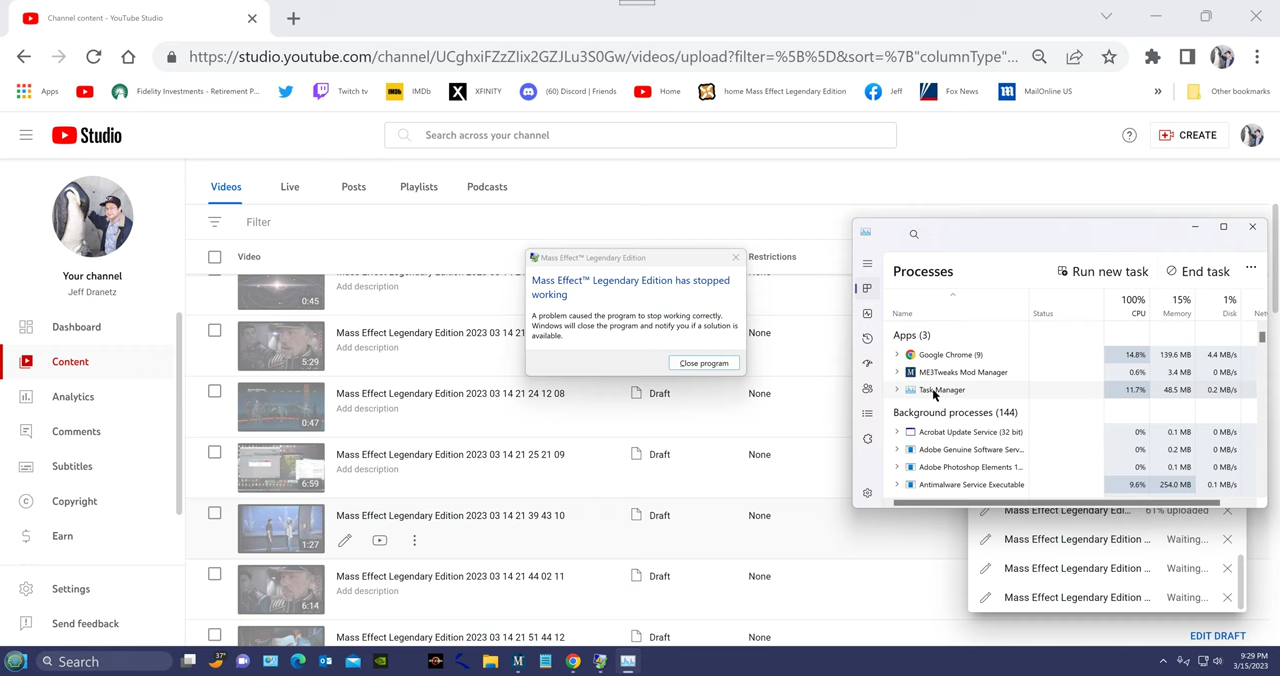 Channel content - YouTube Studio
https://studio.youtube.com/channel/UCghxiFZzZlix2GZJLu3S0Gw/videos/upload?filter=%5B%5D&sort=%7B"columnType"...
Apps
Fidelity Investments - Retirement P...
Twitch tv
IMDb
IMDb
X
XFINITY
(60) Discord | Friends
Home
home Mass Effect Legendary Edition
Jeff
Fox News
MailOnline US
»
Other bookmarks
Studio
Search across your channel
CREATE
Your channel
Jeff Dranetz
Dashboard
Content
Analytics
Comments
Subtitles
Copyright
Earn
Settings
Send feedback
Videos
Live
Posts
Playlists
Podcasts
Filter
Video
Restrictions
0:45
Add description
5:29
Mass Effect Legendary Edition 2023 03 14 21
Add description
None
0:47
21 24 12 08
Draft
None
6:59
Mass Effect Legendary Edition 2023 03 14 21 25 21 09
Add description
Draft
None
1:27
Mass Effect Legendary Edition 2023 03 14 21 39 43 10
Draft
None
6:14
Mass Effect Legendary Edition 2023 03 14 21 44 02 11
Add description
Draft
None
Mass Effect Legendary Edition 2023 03 14 21 51 44 12
Draft
None
EDIT DRAFT
Mass Effect™ Legendary Edition
Mass Effect™ Legendary Edition has stopped
working
A problem caused the program to stop working correctly.
Windows will close the program and notify you if a solution is
available.
Close program
Processes
Run new task
End task
...
100%
15%
1%
Name
Status
CPU
Memory
Disk
Net
Apps (3)
Google Chrome (9)
14.8%
139.6 MB
4.4 MB/s
ME3Tweaks Mod Manager
0.6%
3.4 MB
0 MB/s
Task Manager
11.7%
48.5 MB
0.2 MB/s
Background processes (144)
Acrobat Update Service (32 bit)
0%
0.1 MB
0 MB/s
Adobe Genuine Software Serv...
0%
0.2 MB
0 MB/s
Adobe Photoshop Elements 1...
0%
0.1 MB
0 MB/s
Antimalware Service Executable
9.6%
254.0 MB
0.1 MB/s
Mass Effect Legendary Edi...
61% uploaded
Mass Effect Legendary Edition ...
Waiting...
Mass Effect Legendary Edition ...
Waiting...
Mass Effect Legendary Edition ...
Waiting...
Search
37°
9:29 PM
3/15/2023